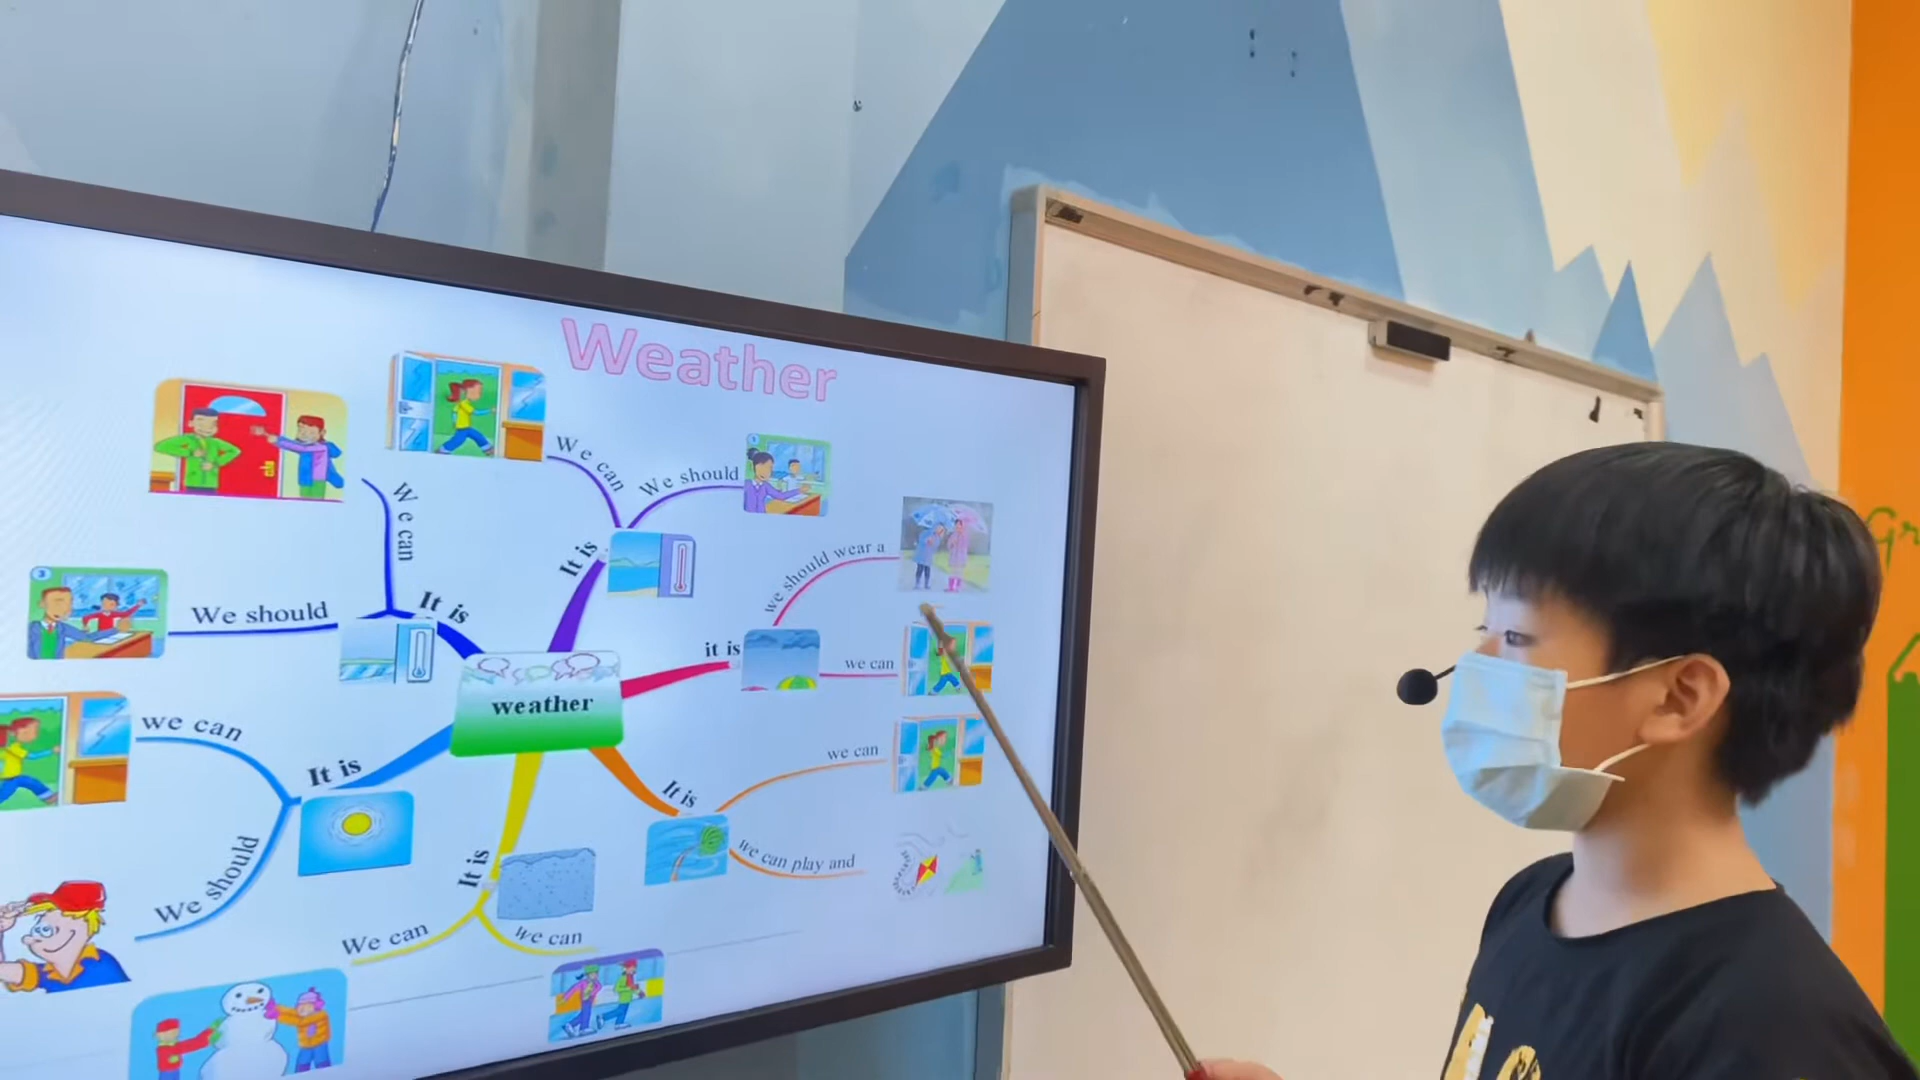 Weather
We can
We should
We can
we should wear a
We should
It is
It is
it is
we can
weather
we can
It is
we can
It is
We should
It is
we can play and
We can
we can
Gr